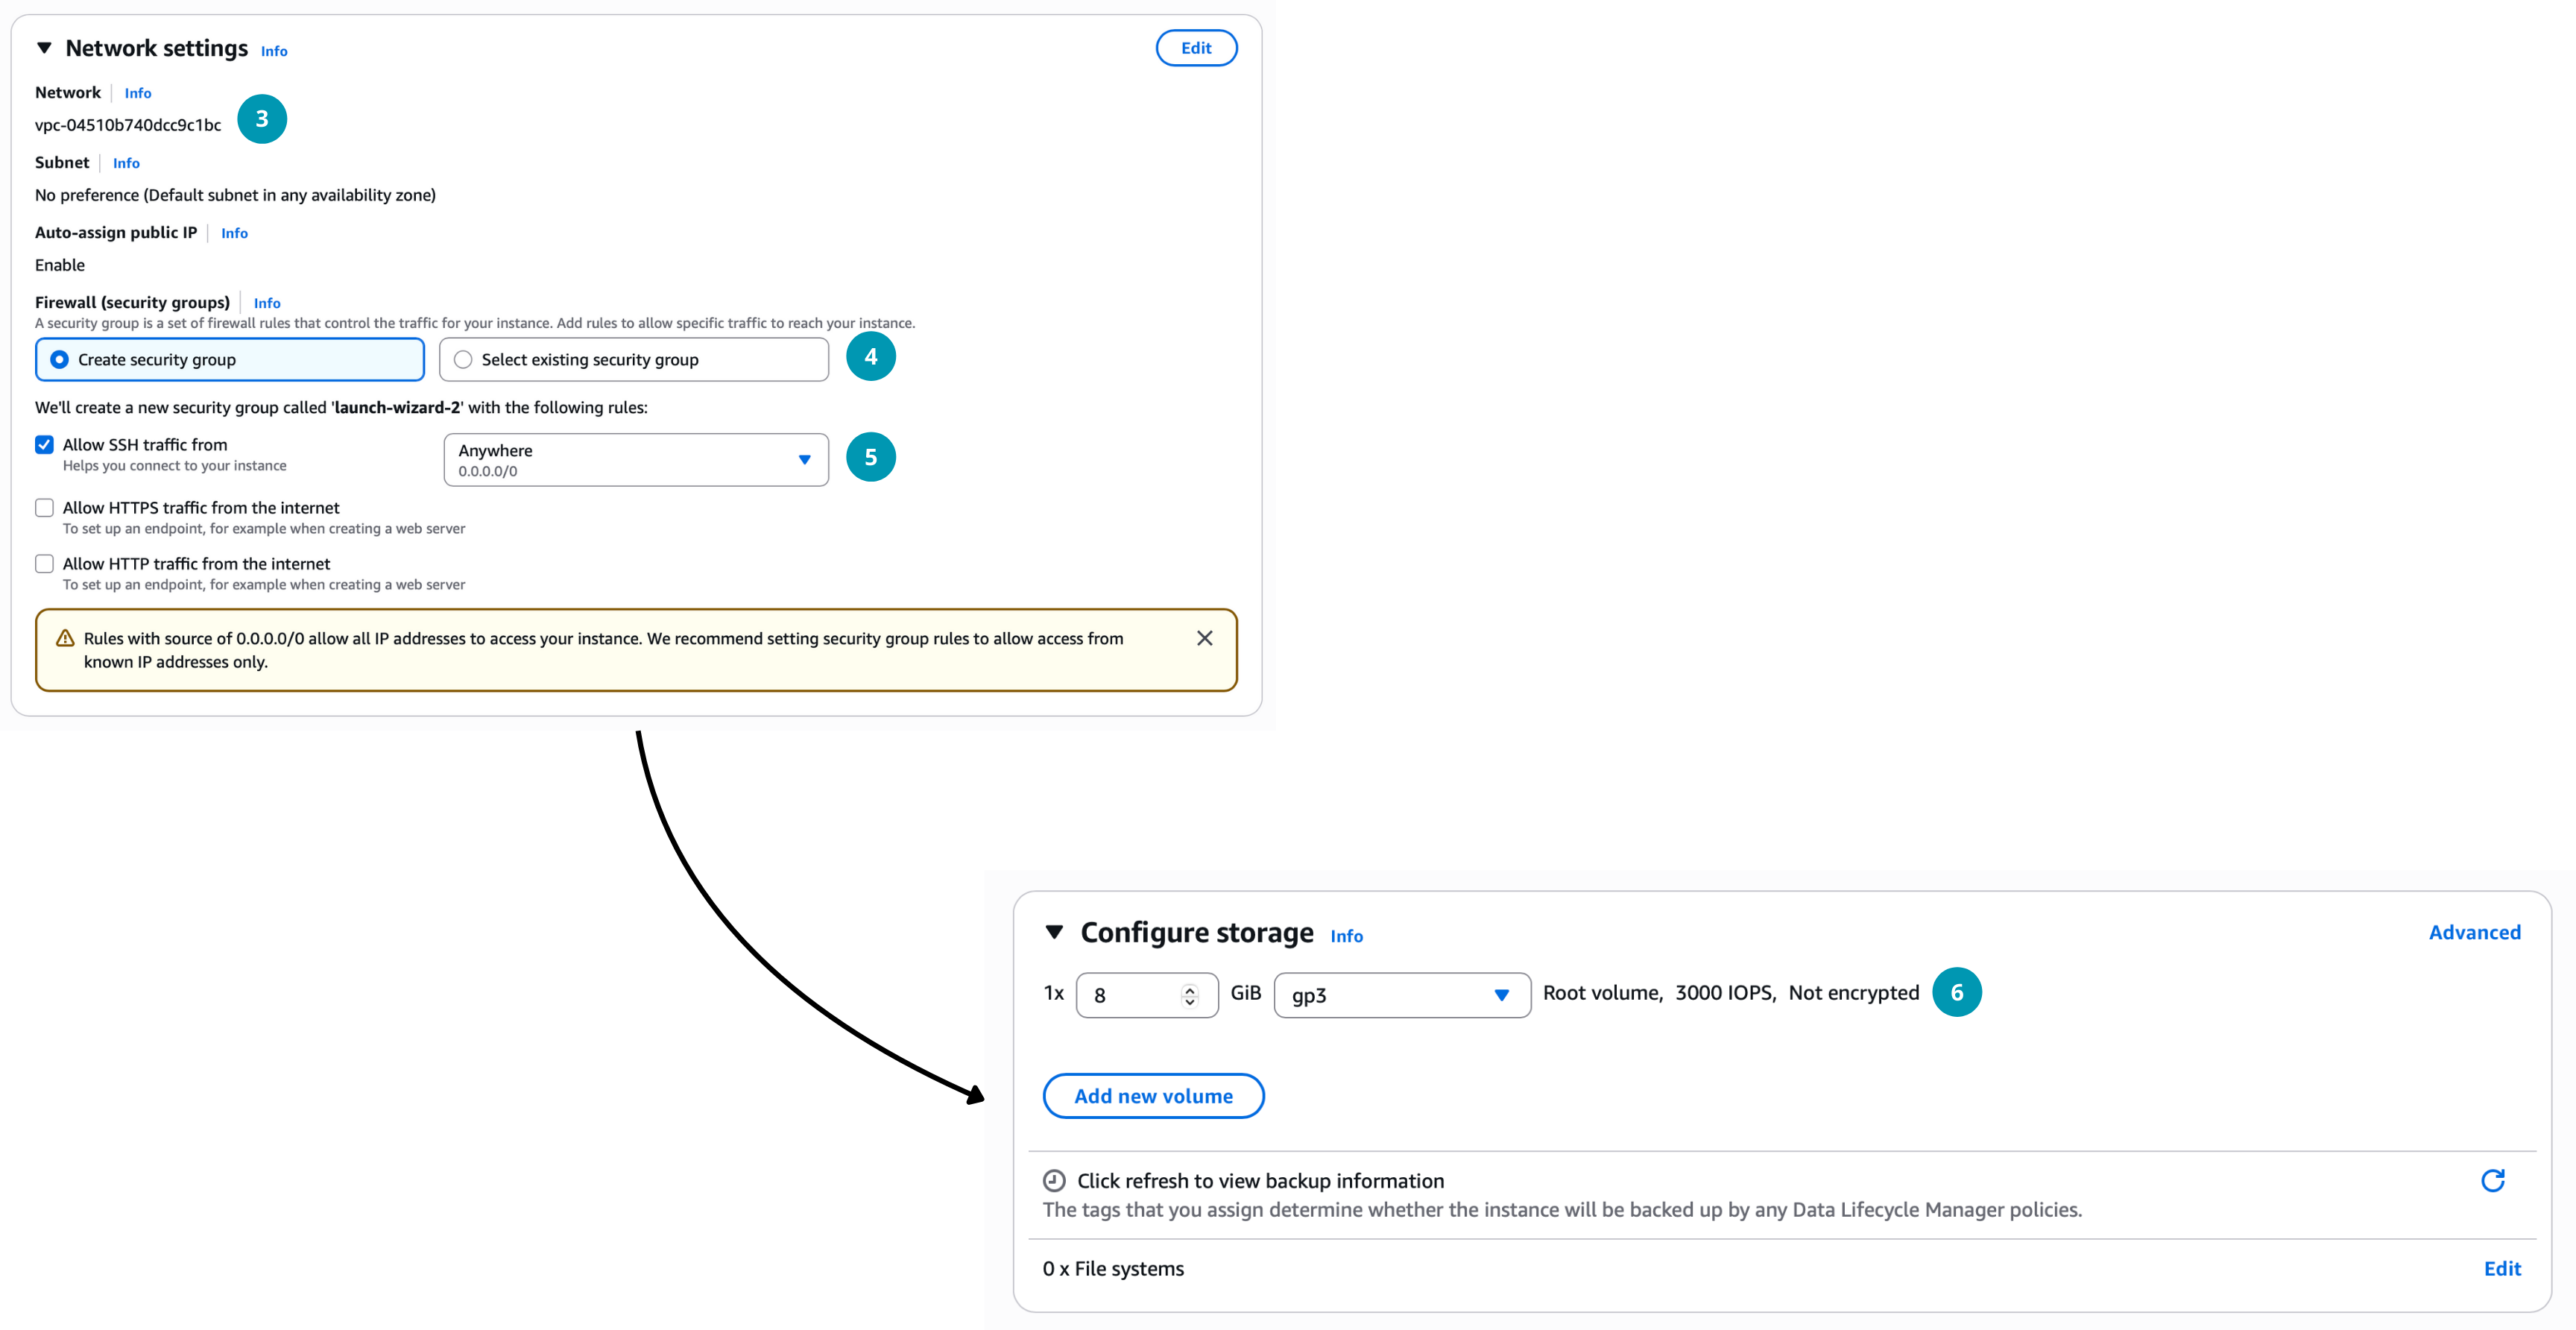 Network settings Info Edit
Network Info
vpc-04510b740dcc9c1bc 3
Subnet Info
No preference (Default subnet in any availability zone)
Auto-assign public IP Info
Enable
Firewall (security groups) Info
A security group is a set of firewall rules that control the traffic for your instance. Add rules to allow specific traffic to reach your instance.
Create security group Select existing security group 4
We'll create a new security group called 'launch-wizard-2' with the following rules:
Allow SSH traffic from
Helps you connect to your instance
Anywhere
0.0.0.0/0
5
Allow HTTPS traffic from the internet
To set up an endpoint, for example when creating a web server
Allow HTTP traffic from the internet
To set up an endpoint, for example when creating a web server
Rules with source of 0.0.0.0/0 allow all IP addresses to access your instance. We recommend setting security group rules to allow access from
known IP addresses only.
Configure storage Info Advanced
1x 8 GiB gp3 Root volume, 3000 IOPS, Not encrypted 6
Add new volume
Click refresh to view backup information
The tags that you assign determine whether the instance will be backed up by any Data Lifecycle Manager policies.
0 x File systems Edit